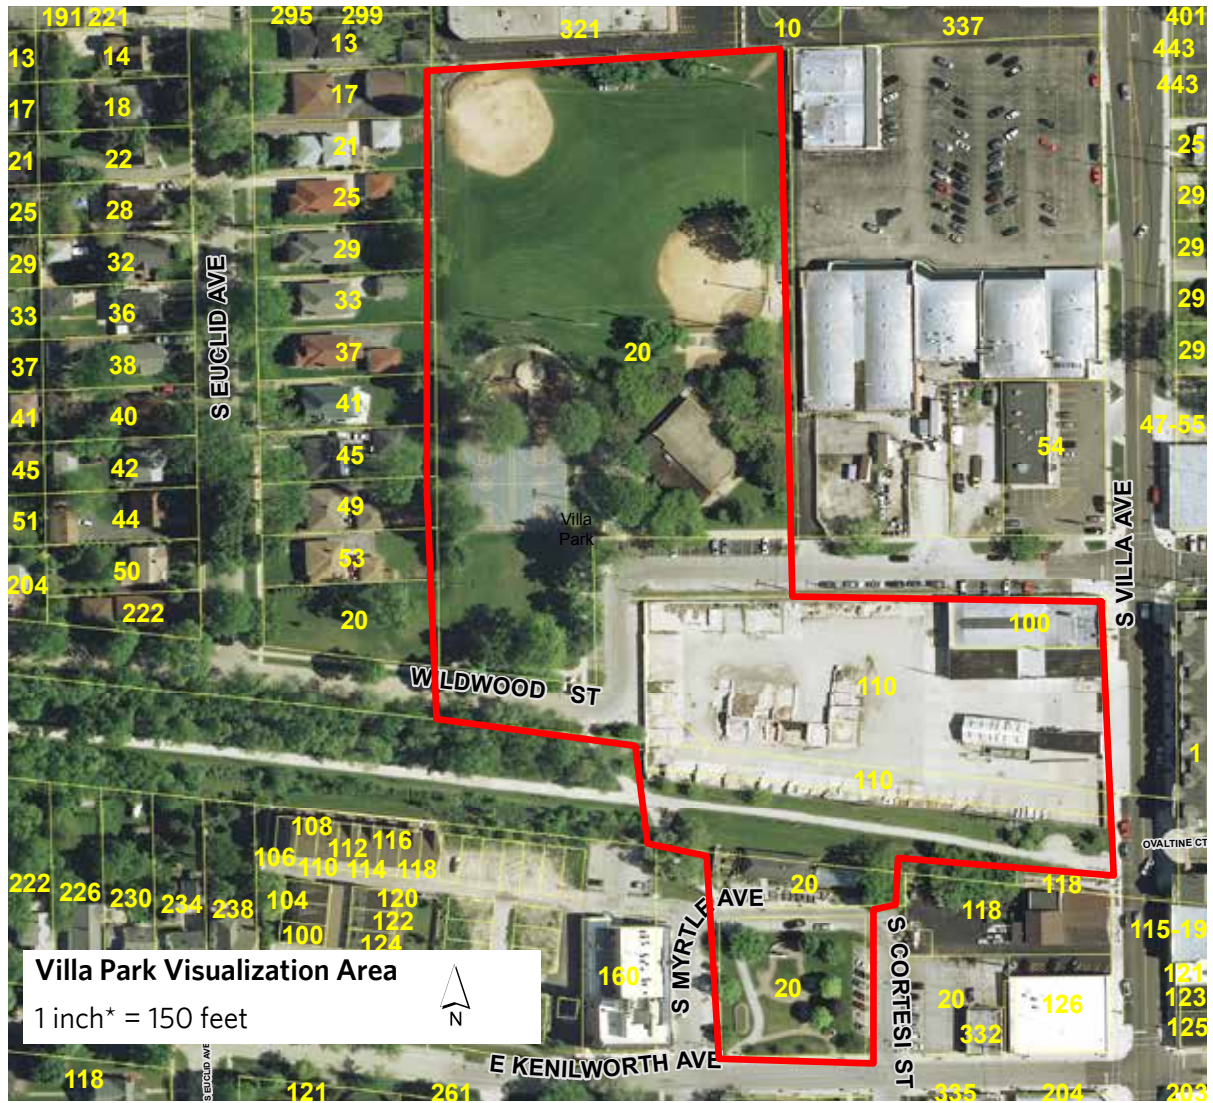 191 221 295 299 321 10 337 401
13 14 13 443
443
17 18 17
21 22 21 25
25 28 25 29
29 32 29 29
33 36 33 29
37 38 37 20 29
41 40 41 47-55
45 42 45 54
51 44 49
Villa
Park
204 50 53
222 20 100
110
110 1
S EUCLID AVE
S VILLA AVE
WILDWOOD ST
OVALTINE CT
108 116
112
106 110 114 118
222 226 230 234 238 104 120 20 118
122 118 115-19
100 124
160 20 20 126 121
332 123
125
S MYRTLE AVE
S CORTESI ST
Villa Park Visualization Area
1 inch* = 150 feet
N
S EUCLID AVE
E KENILWORTH AVE
118 121 261 335 204 203